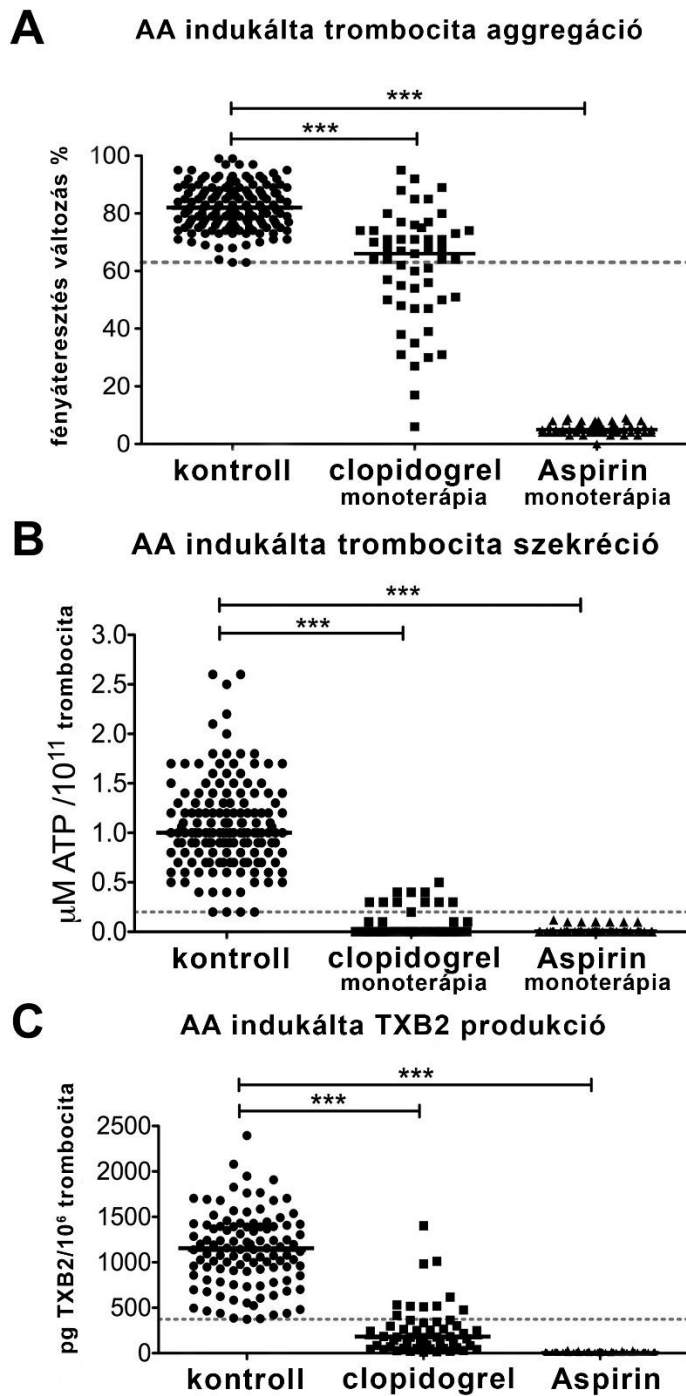 A
AA indukálta trombocita aggregáció
***
***
fényáteresztés változás %
100
80
60
40
20
0
kontroll
clopidogrel
monoterápia
Aspirin
monoterápia
B
AA indukálta trombocita szekréció
***
***
µM ATP /10¹¹ trombocita
3.0
2.5
2.0
1.5
1.0
0.5
0.0
kontroll
clopidogrel
monoterápia
Aspirin
monoterápia
C
AA indukálta TXB2 produkció
***
***
pg TXB2/10⁶ trombocita
2500
2000
1500
1000
500
0
kontroll
clopidogrel
Aspirin